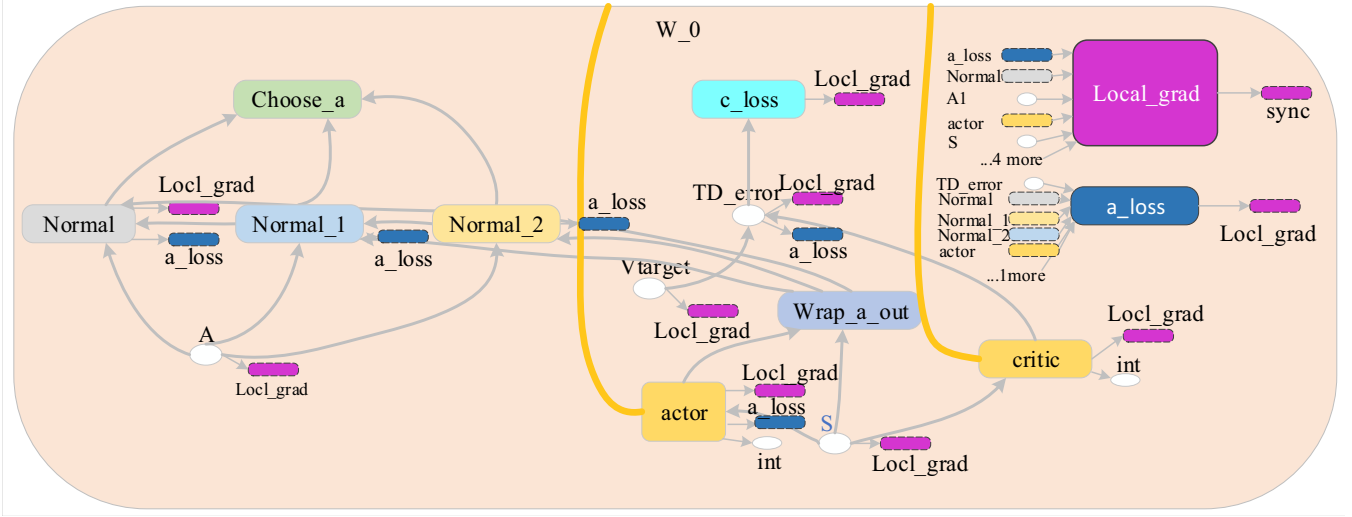 W_0
Choose_a
Locl_grad
Normal
a_loss
Normal_1
a_loss
Normal_2
a_loss
A
Locl_grad
c_loss
Locl_grad
TD_error
Locl_grad
a_loss
Vtarget
Locl_grad
Wrap_a_out
actor
Locl_grad
a_loss
int
S
Locl_grad
critic
Locl_grad
int
a_loss
Normal
A1
actor
S
...4 more
Local_grad
sync
TD_error
Normal
Normal_1
Normal_2
actor
...1more
a_loss
Locl_grad